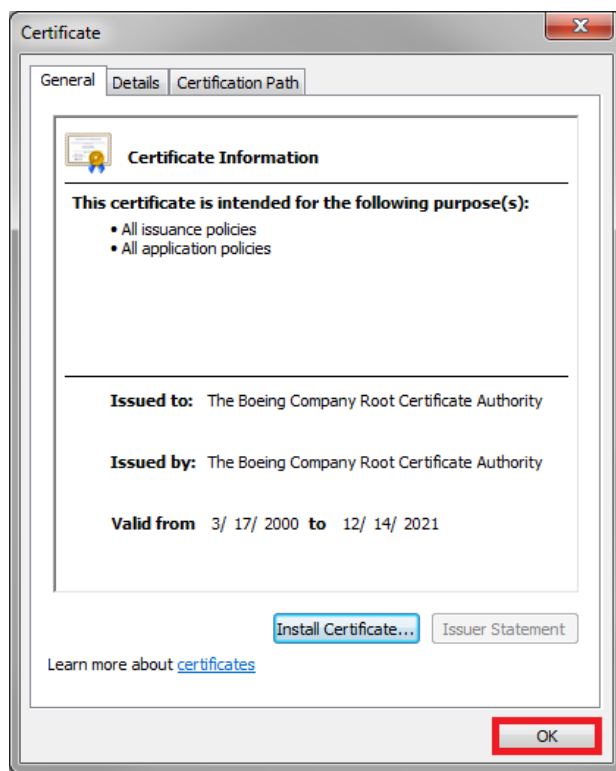 Certificate
General Details Certification Path
Certificate Information
This certificate is intended for the following purpose(s):
• All issuance policies
• All application policies
Issued to: The Boeing Company Root Certificate Authority
Issued by: The Boeing Company Root Certificate Authority
Valid from 3/ 17/ 2000 to 12/ 14/ 2021
Install Certificate... Issuer Statement
Learn more about certificates
OK